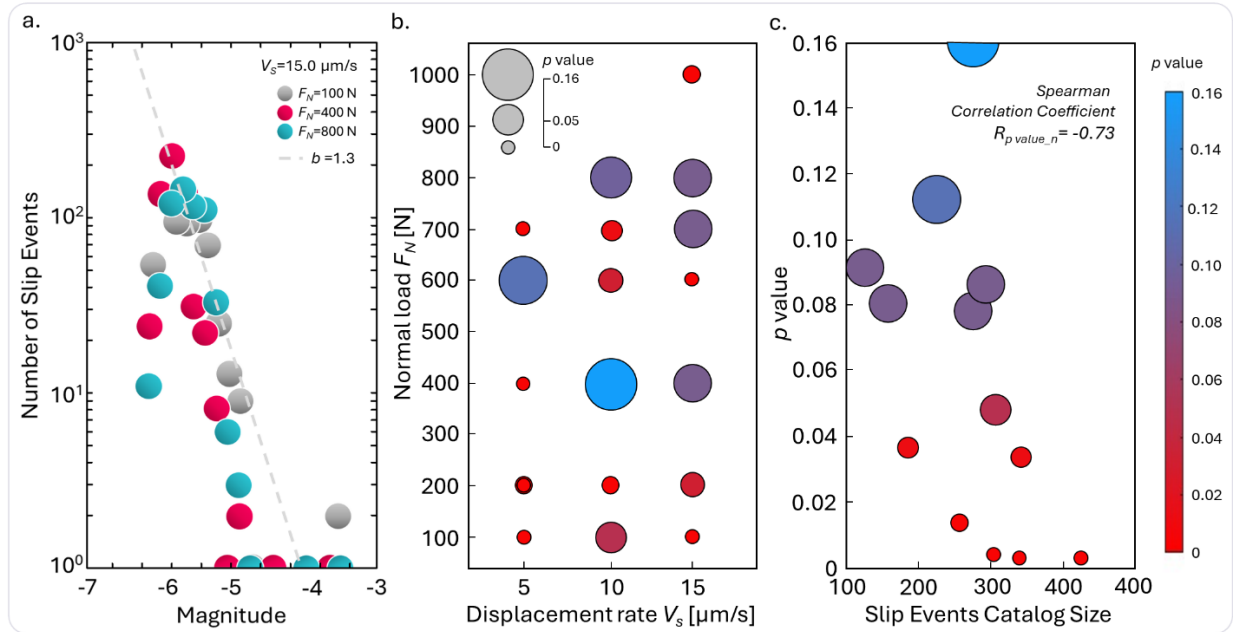 a.
10³
10²
10¹
10⁰
Number of Slip Events
-7
-6
-5
-4
-3
Magnitude
V_S=15.0 µm/s
F_N=100 N
F_N=400 N
F_N=800 N
b =1.3
b.
1000
900
800
700
600
500
400
300
200
100
Normal load F_N [N]
5
10
15
Displacement rate V_s [µm/s]
p value
0.16
0.05
0
c.
0.16
0.14
0.12
0.10
0.08
0.06
0.04
0.02
0
p value
100
200
300
400
400
Slip Events Catalog Size
Spearman
Correlation Coefficient
R_p value_n = -0.73
p value
0.16
0.14
0.12
0.10
0.08
0.06
0.04
0.02
0